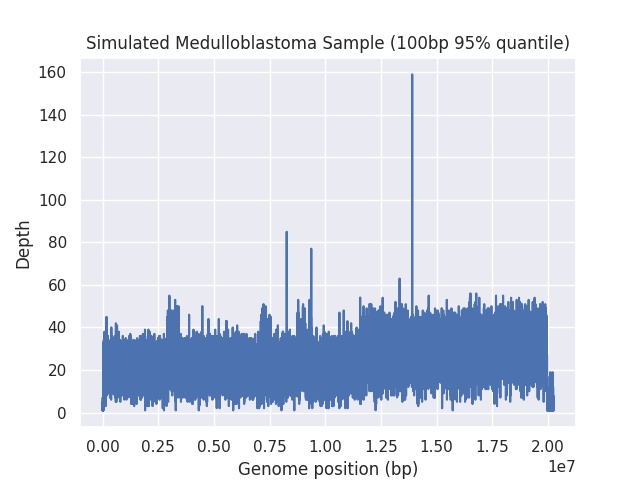 Simulated Medulloblastoma Sample (100bp 95% quantile)
160
140
120
100
80
60
40
20
0
Depth
0.00 0.25 0.50 0.75 1.00 1.25 1.50 1.75 2.00
1e7
Genome position (bp)